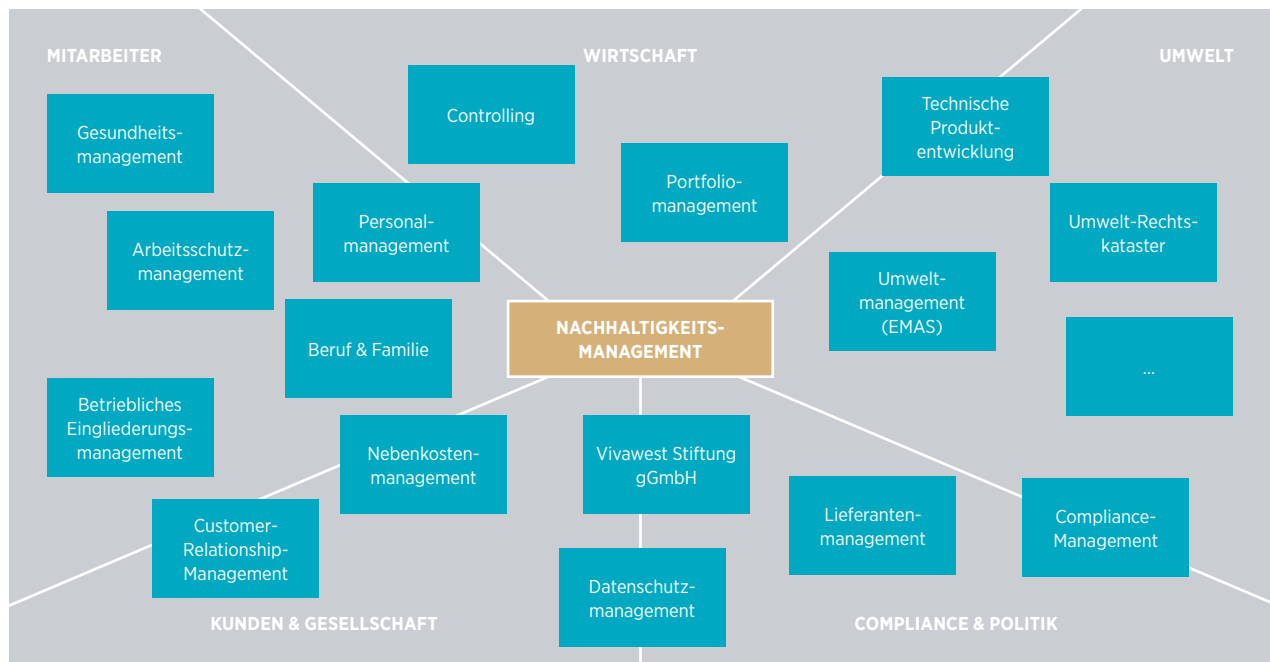 MITARBEITER
WIRTSCHAFT
UMWELT
Gesundheits-
management
Controlling
Technische
Produkt-
entwicklung
Portfolio-
management
Personal-
management
Umwelt-Rechts-
kataster
Arbeitsschutz-
management
Umwelt-
management
(EMAS)
NACHHALTIGKEITS-
MANAGEMENT
Beruf & Familie
...
Betriebliches
Eingliederungs-
management
Nebenkosten-
management
Vivawest Stiftung
gGmbH
Lieferanten-
management
Compliance-
Management
Customer-
Relationship-
Management
Datenschutz-
management
KUNDEN & GESELLSCHAFT
COMPLIANCE & POLITIK